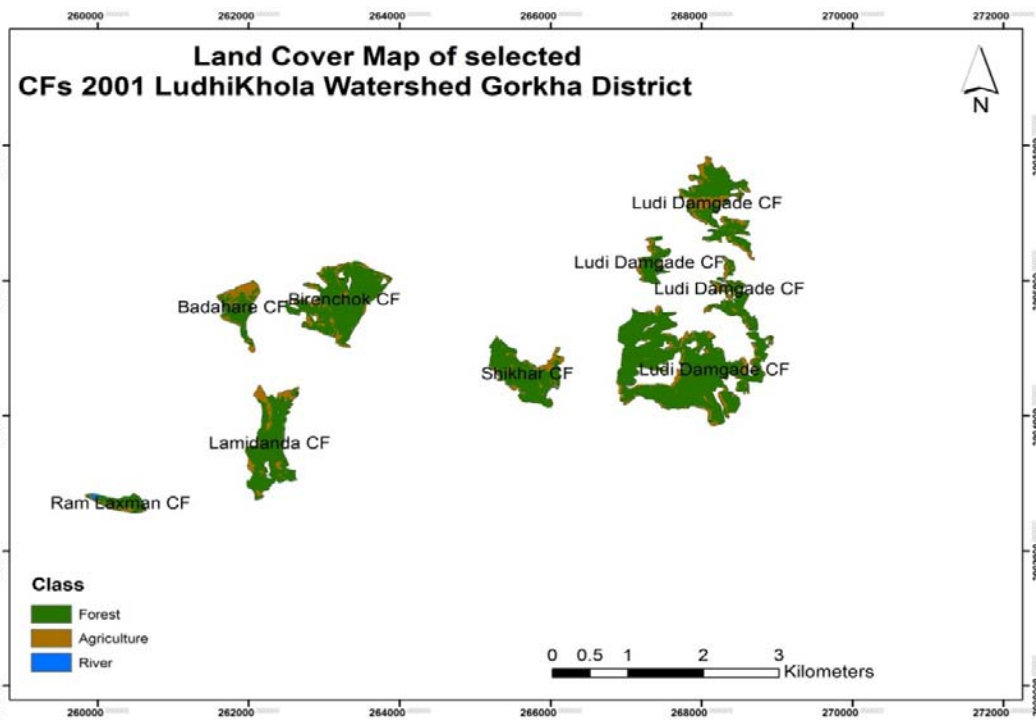 260000 262000 264000 266000 268000 270000 272000
Land Cover Map of selected
CFs 2001 LudhiKhola Watershed Gorkha District
N
Ludi Damgade CF
Ludi Damgade CF
Ludi Damgade CF
Badahare CF
Birenchok CF
Shikhar CF
Ludi Damgade CF
Lamidanda CF
Ram Laxman CF
Class
Forest
Agriculture
River
0 0.5 1 2 3
Kilometers
260000 262000 264000 266000 268000 270000 272000